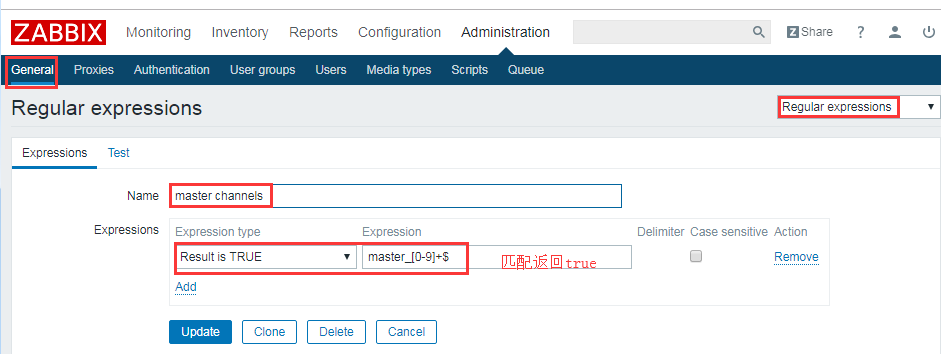 ZABBIX Monitoring Inventory Reports Configuration Administration Z Share ?
General Proxies Authentication User groups Users Media types Scripts Queue
Regular expressions Regular expressions
Expressions Test
Name master channels
Expressions Expression type Expression Delimiter Case sensitive Action
Result is TRUE master_[0-9]+$ 匹配返回true Remove
Add
Update Clone Delete Cancel